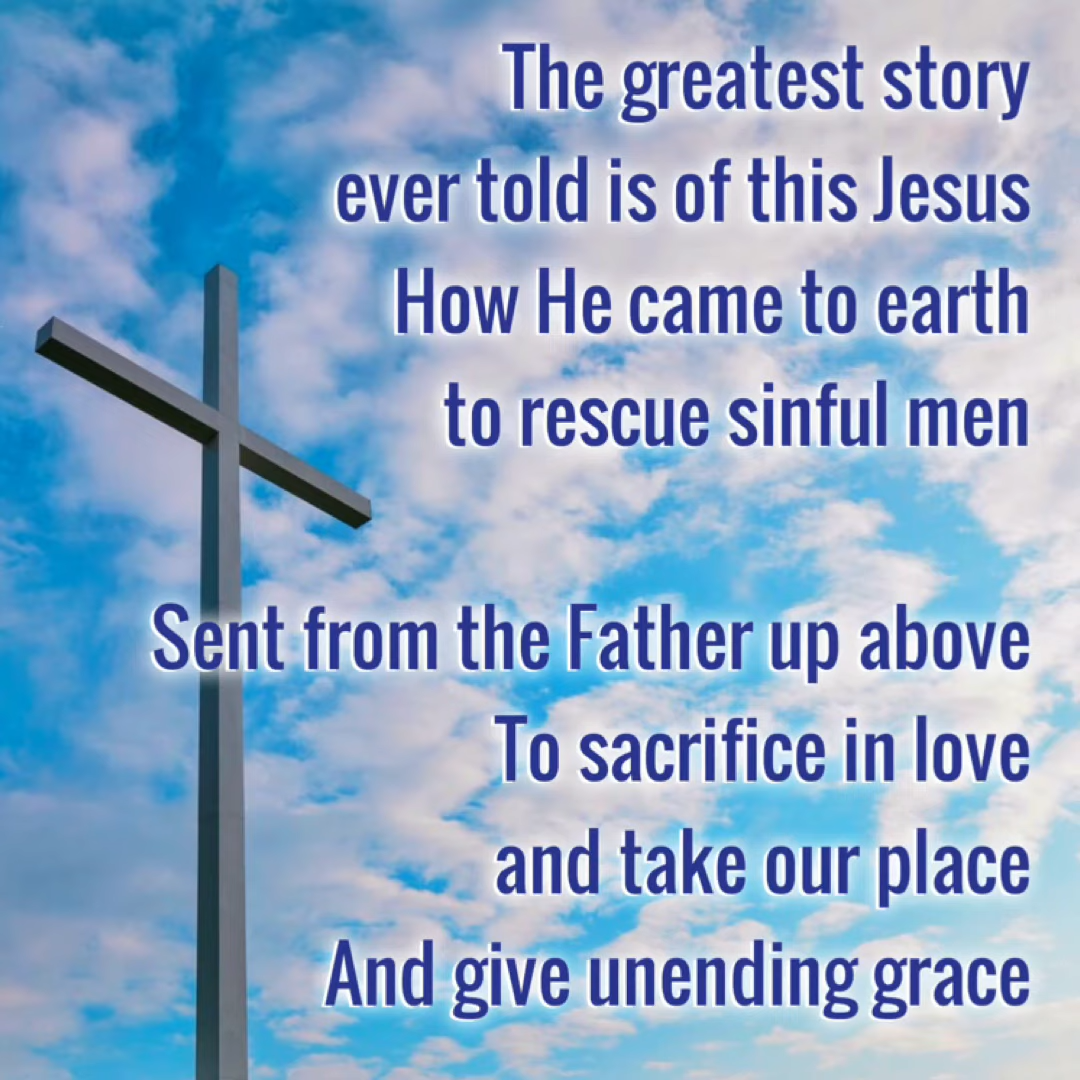 The greatest story
ever told is of this Jesus
How He came to earth
to rescue sinful men
Sent from the Father up above
To sacrifice in love
and take our place
And give unending grace